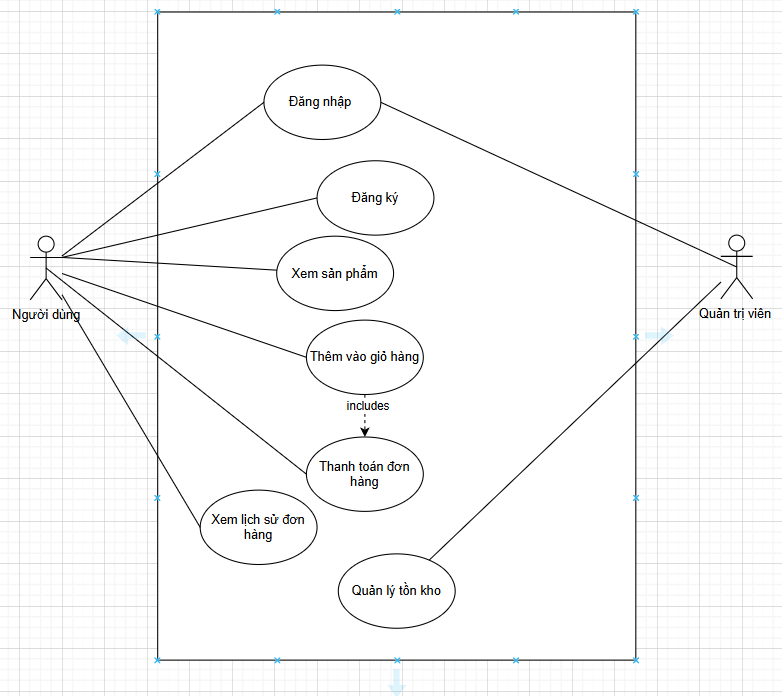 Đăng nhập
Đăng ký
Xem sản phẩm
Người dùng
Quản trị viên
Thêm vào giỏ hàng
includes
Thanh toán đơn
hàng
Xem lịch sử đơn
hàng
Quản lý tồn kho